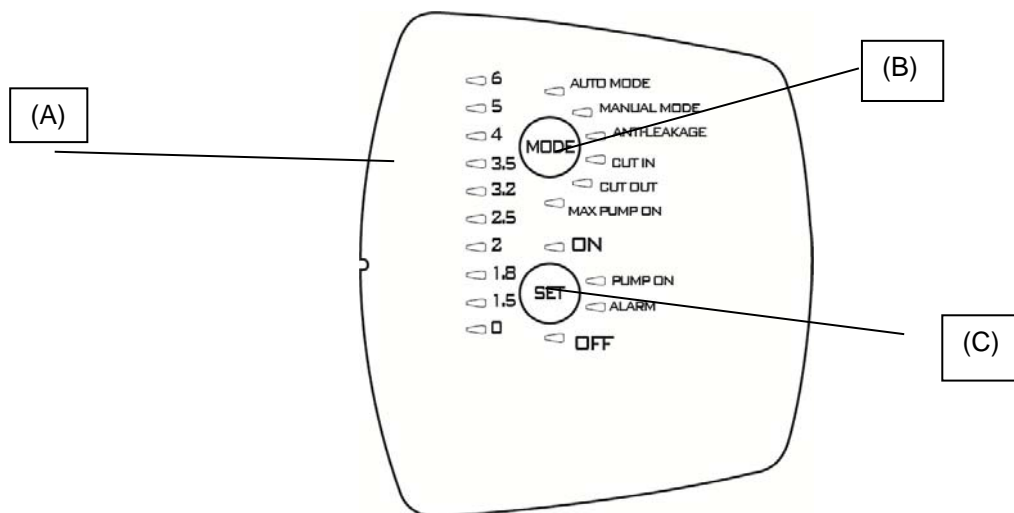 (A)
6
5
4
3.5
3.2
2.5
2
1.8
1.5
0
AUTO MODE
MANUAL MODE
ANTI-LEAKAGE
MODE
CUT IN
CUT OUT
MAX PUMP ON
ON
SET
PUMP ON
ALARM
OFF
(B)
(C)